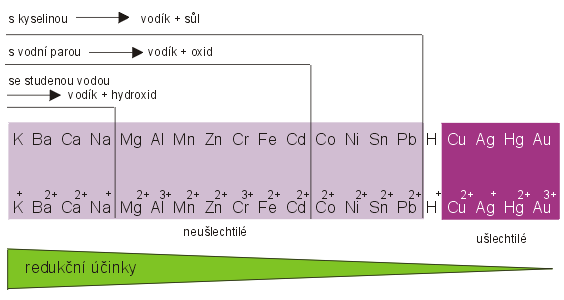 s kyselinou vodík + sůl
s vodní parou vodík + oxid
se studenou vodou
vodík + hydroxid
K Ba Ca Na Mg Al Mn Zn Cr Fe Cd Co Ni Sn Pb H Cu Ag Hg Au
+ 2+ 2+ + 2+ 3+ 2+ 2+ 3+ 2+ 2+ 2+ 2+ 2+ 2+ + 2+ + 2+ 3+
K Ba Ca Na Mg Al Mn Zn Cr Fe Cd Co Ni Sn Pb H Cu Ag Hg Au
neušlechtilé
ušlechtilé
redukční účinky